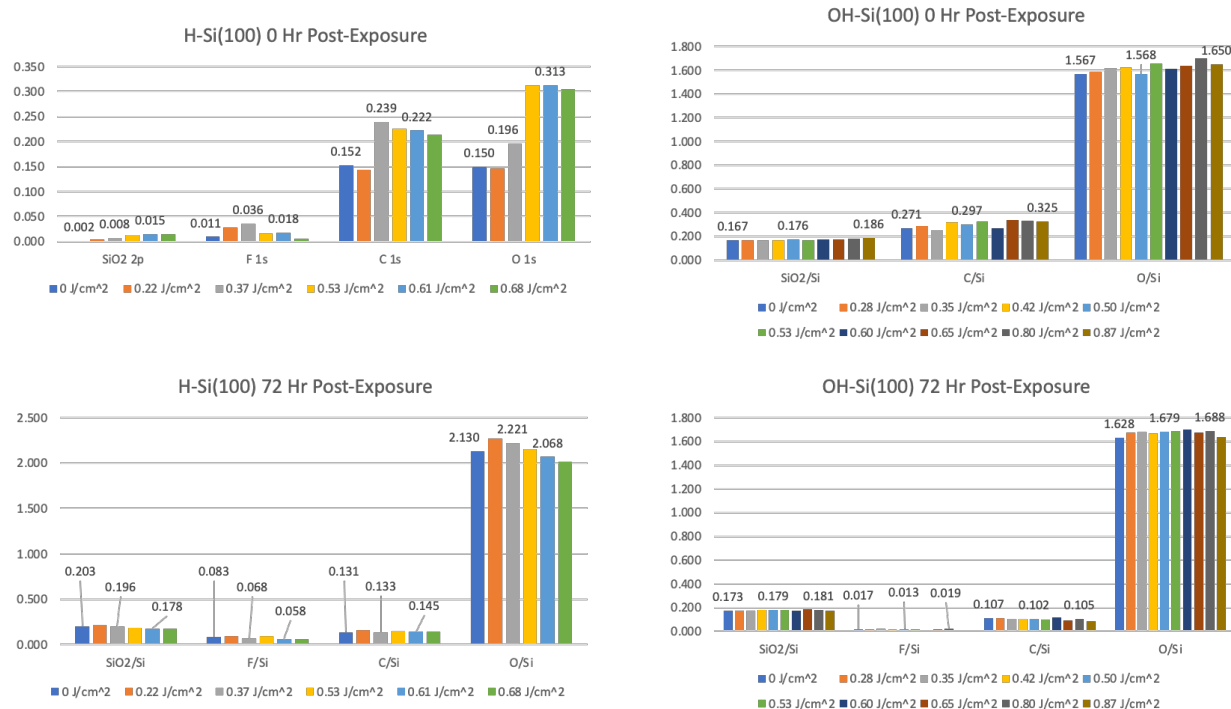 H-Si(100) 0 Hr Post-Exposure
0.350
0.300
0.250
0.200
0.150
0.100
0.050
0.000
0.002 0.008 0.015 0.011 0.036 0.018 0.152 0.239 0.222 0.150 0.196 0.313
SiO2 2p F 1s C 1s O 1s
0 J/cm^2 0.22 J/cm^2 0.37 J/cm^2 0.53 J/cm^2 0.61 J/cm^2 0.68 J/cm^2
OH-Si(100) 0 Hr Post-Exposure
1.800
1.600
1.400
1.200
1.000
0.800
0.600
0.400
0.200
0.000
0.167 0.176 0.186 0.271 0.297 0.325 1.567 1.568 1.650
SiO2/Si C/Si O/Si
0 J/cm^2 0.28 J/cm^2 0.35 J/cm^2 0.42 J/cm^2 0.50 J/cm^2
0.53 J/cm^2 0.60 J/cm^2 0.65 J/cm^2 0.80 J/cm^2 0.87 J/cm^2
H-Si(100) 72 Hr Post-Exposure
2.500
2.000
1.500
1.000
0.500
0.000
0.203 0.196 0.178 0.083 0.068 0.058 0.131 0.133 0.145 2.130 2.221 2.068
SiO2/Si F/Si C/Si O/Si
0 J/cm^2 0.22 J/cm^2 0.37 J/cm^2 0.53 J/cm^2 0.61 J/cm^2 0.68 J/cm^2
OH-Si(100) 72 Hr Post-Exposure
1.800
1.600
1.400
1.200
1.000
0.800
0.600
0.400
0.200
0.000
0.173 0.179 0.181 0.017 0.013 0.019 0.107 0.102 0.105 1.628 1.679 1.688
SiO2/Si F/Si C/Si O/Si
0 J/cm^2 0.28 J/cm^2 0.35 J/cm^2 0.42 J/cm^2 0.50 J/cm^2
0.53 J/cm^2 0.60 J/cm^2 0.65 J/cm^2 0.80 J/cm^2 0.87 J/cm^2